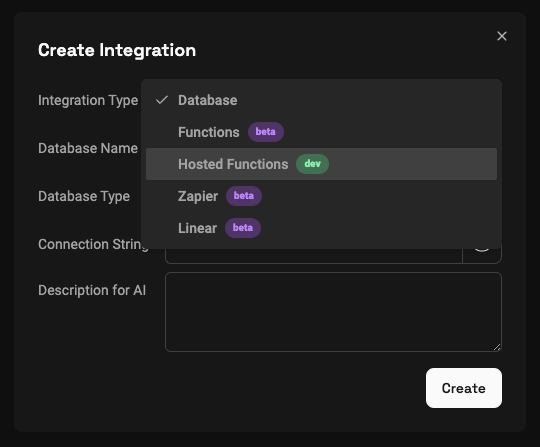 Create Integration
Integration Type
Database
Functions beta
Database Name
Hosted Functions dev
Database Type
Zapier beta
Linear beta
Connection String
Description for AI
Create